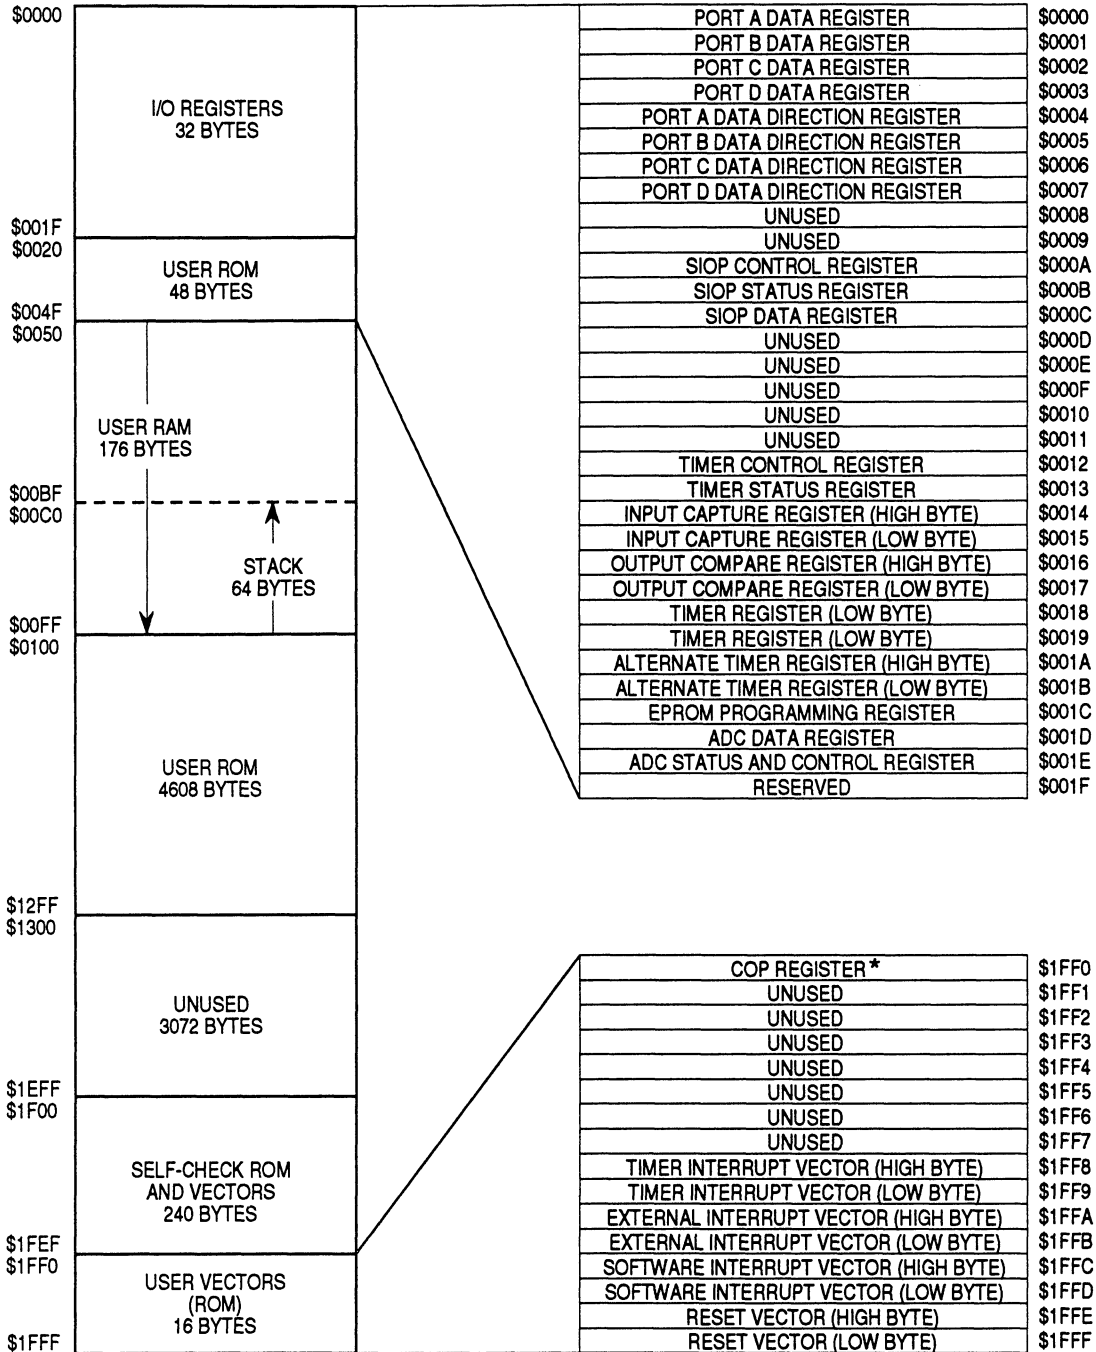 $0000
I/O REGISTERS
32 BYTES
$001F
$0020
USER ROM
48 BYTES
$004F
$0050
USER RAM
176 BYTES
$00BF
$00C0
STACK
64 BYTES
$00FF
$0100
USER ROM
4608 BYTES
$12FF
$1300
UNUSED
3072 BYTES
$1EFF
$1F00
SELF-CHECK ROM
AND VECTORS
240 BYTES
$1FEF
$1FF0
USER VECTORS
(ROM)
16 BYTES
$1FFF
PORT A DATA REGISTER $0000
PORT B DATA REGISTER $0001
PORT C DATA REGISTER $0002
PORT D DATA REGISTER $0003
PORT A DATA DIRECTION REGISTER $0004
PORT B DATA DIRECTION REGISTER $0005
PORT C DATA DIRECTION REGISTER $0006
PORT D DATA DIRECTION REGISTER $0007
UNUSED $0008
UNUSED $0009
SIOP CONTROL REGISTER $000A
SIOP STATUS REGISTER $000B
SIOP DATA REGISTER $000C
UNUSED $000D
UNUSED $000E
UNUSED $000F
UNUSED $0010
UNUSED $0011
TIMER CONTROL REGISTER $0012
TIMER STATUS REGISTER $0013
INPUT CAPTURE REGISTER (HIGH BYTE) $0014
INPUT CAPTURE REGISTER (LOW BYTE) $0015
OUTPUT COMPARE REGISTER (HIGH BYTE) $0016
OUTPUT COMPARE REGISTER (LOW BYTE) $0017
TIMER REGISTER (LOW BYTE) $0018
TIMER REGISTER (LOW BYTE) $0019
ALTERNATE TIMER REGISTER (HIGH BYTE) $001A
ALTERNATE TIMER REGISTER (LOW BYTE) $001B
EPROM PROGRAMMING REGISTER $001C
ADC DATA REGISTER $001D
ADC STATUS AND CONTROL REGISTER $001E
RESERVED $001F
COP REGISTER* $1FF0
UNUSED $1FF1
UNUSED $1FF2
UNUSED $1FF3
UNUSED $1FF4
UNUSED $1FF5
UNUSED $1FF6
UNUSED $1FF7
TIMER INTERRUPT VECTOR (HIGH BYTE) $1FF8
TIMER INTERRUPT VECTOR (LOW BYTE) $1FF9
EXTERNAL INTERRUPT VECTOR (HIGH BYTE) $1FFA
EXTERNAL INTERRUPT VECTOR (LOW BYTE) $1FFB
SOFTWARE INTERRUPT VECTOR (HIGH BYTE) $1FFC
SOFTWARE INTERRUPT VECTOR (LOW BYTE) $1FFD
RESET VECTOR (HIGH BYTE) $1FFE
RESET VECTOR (LOW BYTE) $1FFF